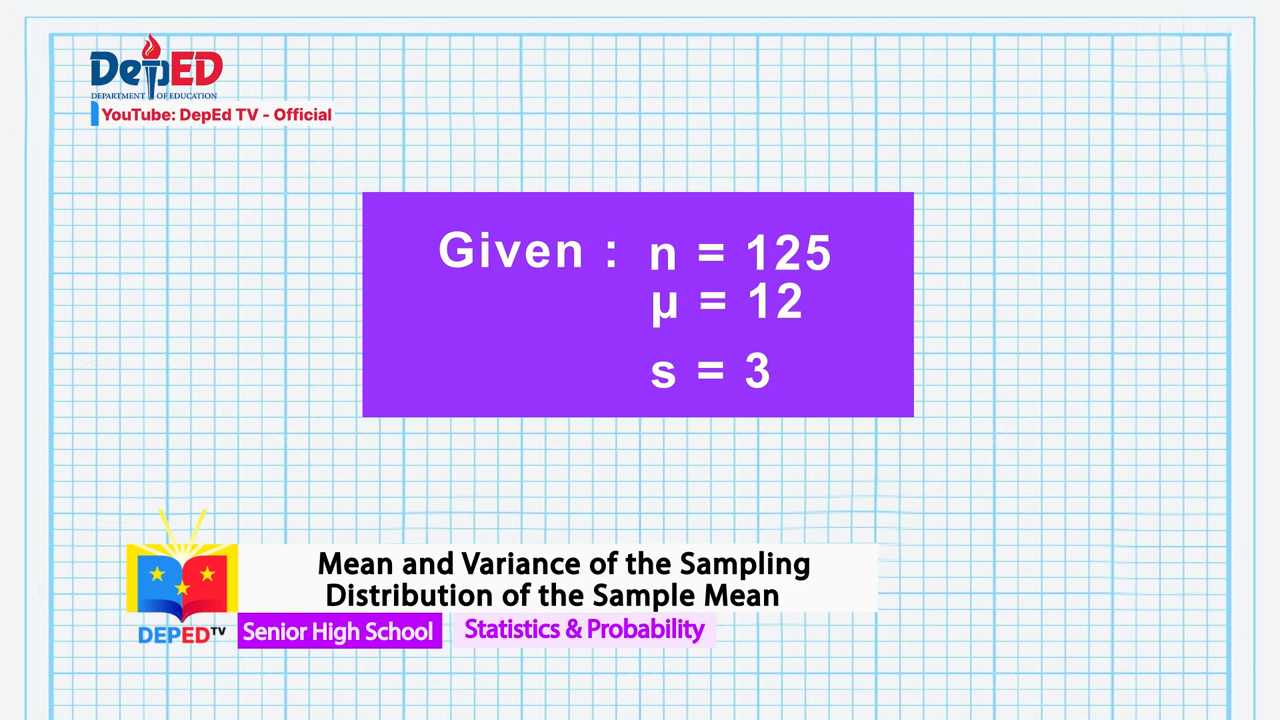 DepED
DEPARTMENT OF EDUCATION
YouTube: DepEd TV - Official
Given : n = 125
μ = 12
s = 3
Mean and Variance of the Sampling
Distribution of the Sample Mean
DEPED TV
Senior High School
Statistics & Probability